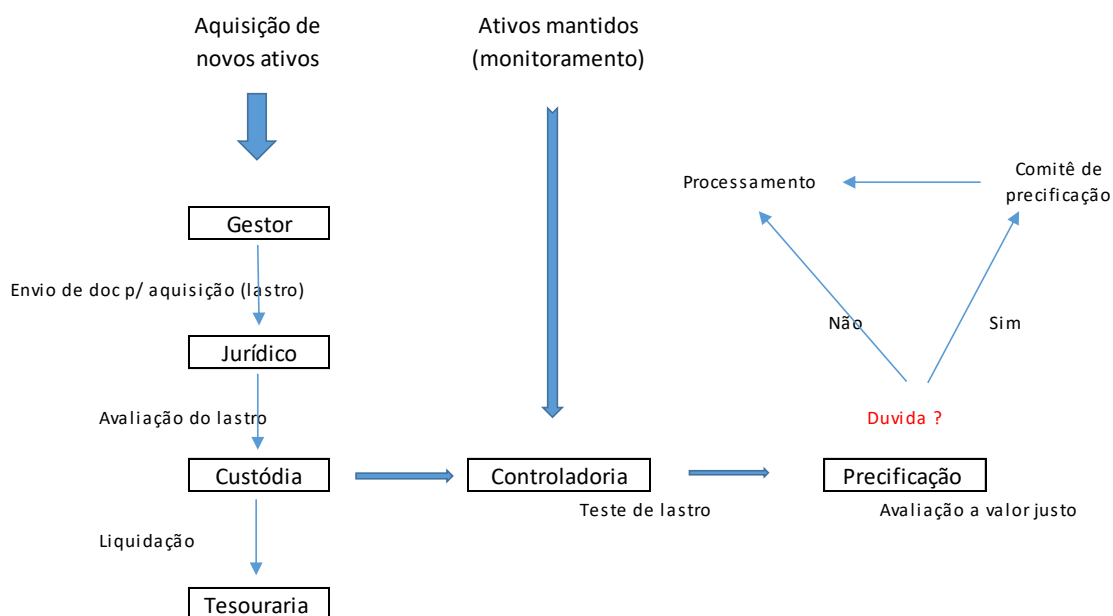 Aquisição de
novos ativos
Ativos mantidos
(monitoramento)
Processamento
Comitê de
precificação
Gestor
Envio de doc p/ aquisição (lastro)
Não
Sim
Jurídico
Avaliação do lastro
Duvida ?
Custódia
Controladoria
Precificação
Teste de lastro
Avaliação a valor justo
Liquidação
Tesouraria